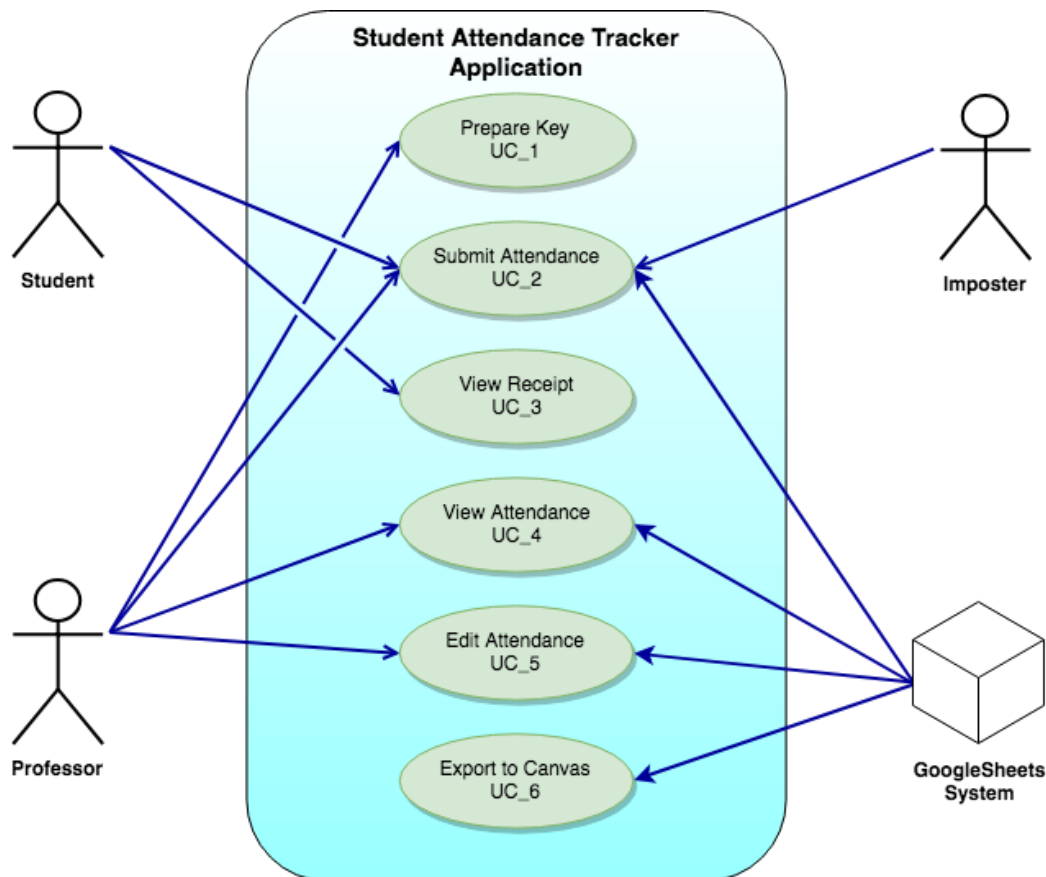 Student Attendance Tracker
Application
Prepare Key
UC_1
Submit Attendance
UC_2
View Receipt
UC_3
View Attendance
UC_4
Edit Attendance
UC_5
Export to Canvas
UC_6
Student
Professor
Imposter
GoogleSheets
System